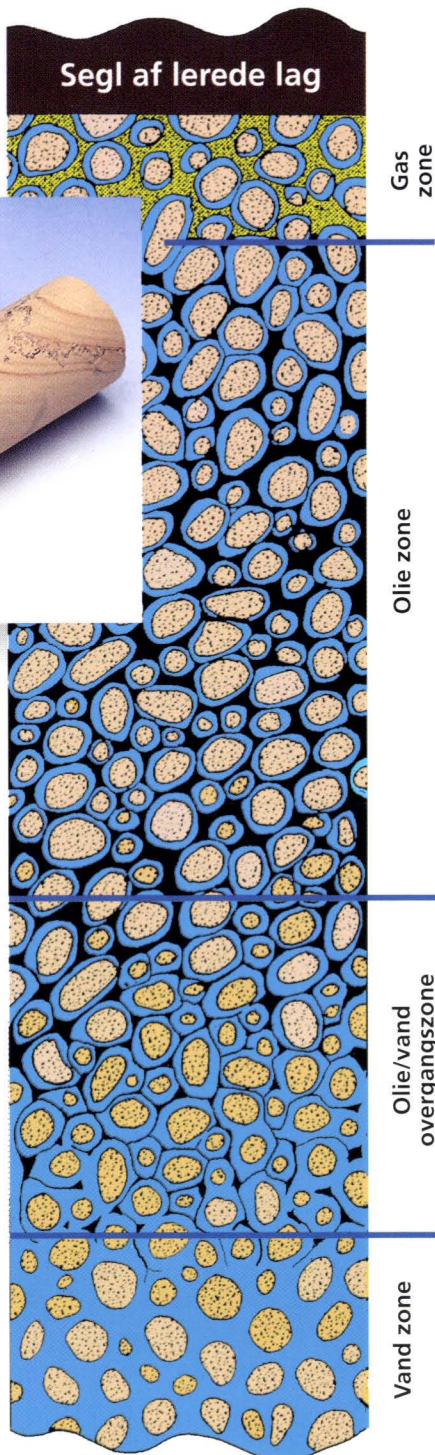 Segl af lerede lag
Gas
zone
Olie zone
Olie/vand
overgangszone
Vand zone